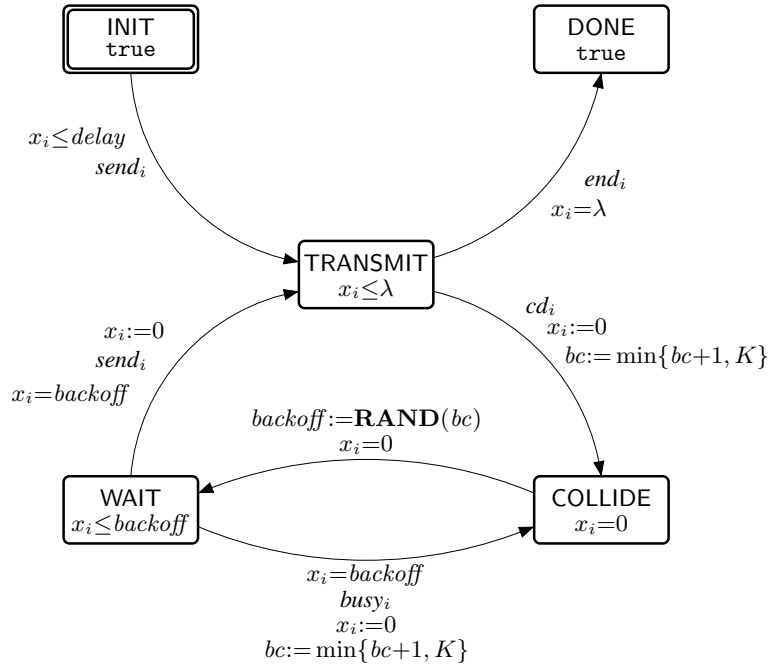 INIT
true
DONE
true
x_i≤delay
send_i
end_i
x_i=λ
TRANSMIT
x_i≤λ
x_i:=0
send_i
x_i=backoff
cd_i
x_i:=0
bc:=min{bc+1, K}
backoff:=RAND(bc)
x_i=0
WAIT
x_i≤backoff
COLLIDE
x_i=0
x_i=backoff
busy_i
x_i:=0
bc:=min{bc+1, K}